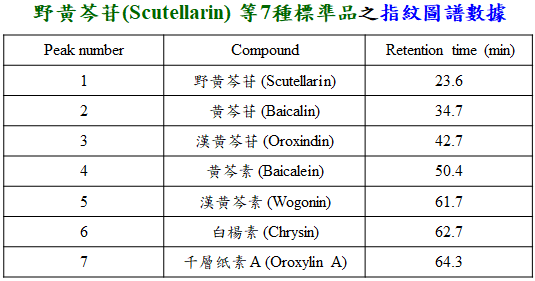 野黃芩苷(Scutellarin) 等7種標準品之指紋圖譜數據
Peak number Compound Retention time (min)
1 野黃芩苷 (Scutellarin) 23.6
2 黃芩苷 (Baicalin) 34.7
3 漢黃芩苷 (Oroxindin) 42.7
4 黃芩素 (Baicalein) 50.4
5 漢黃芩素 (Wogonin) 61.7
6 白楊素 (Chrysin) 62.7
7 千層纸素A (Oroxylin A) 64.3